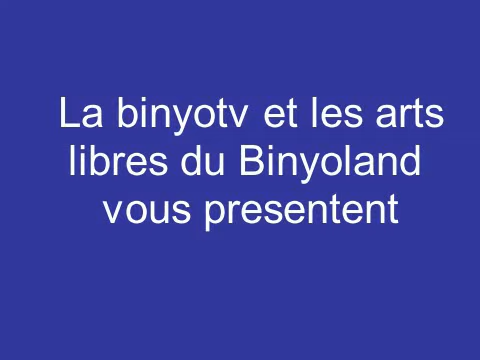 La binyotv et les arts
libres du Binyoland
vous presentent